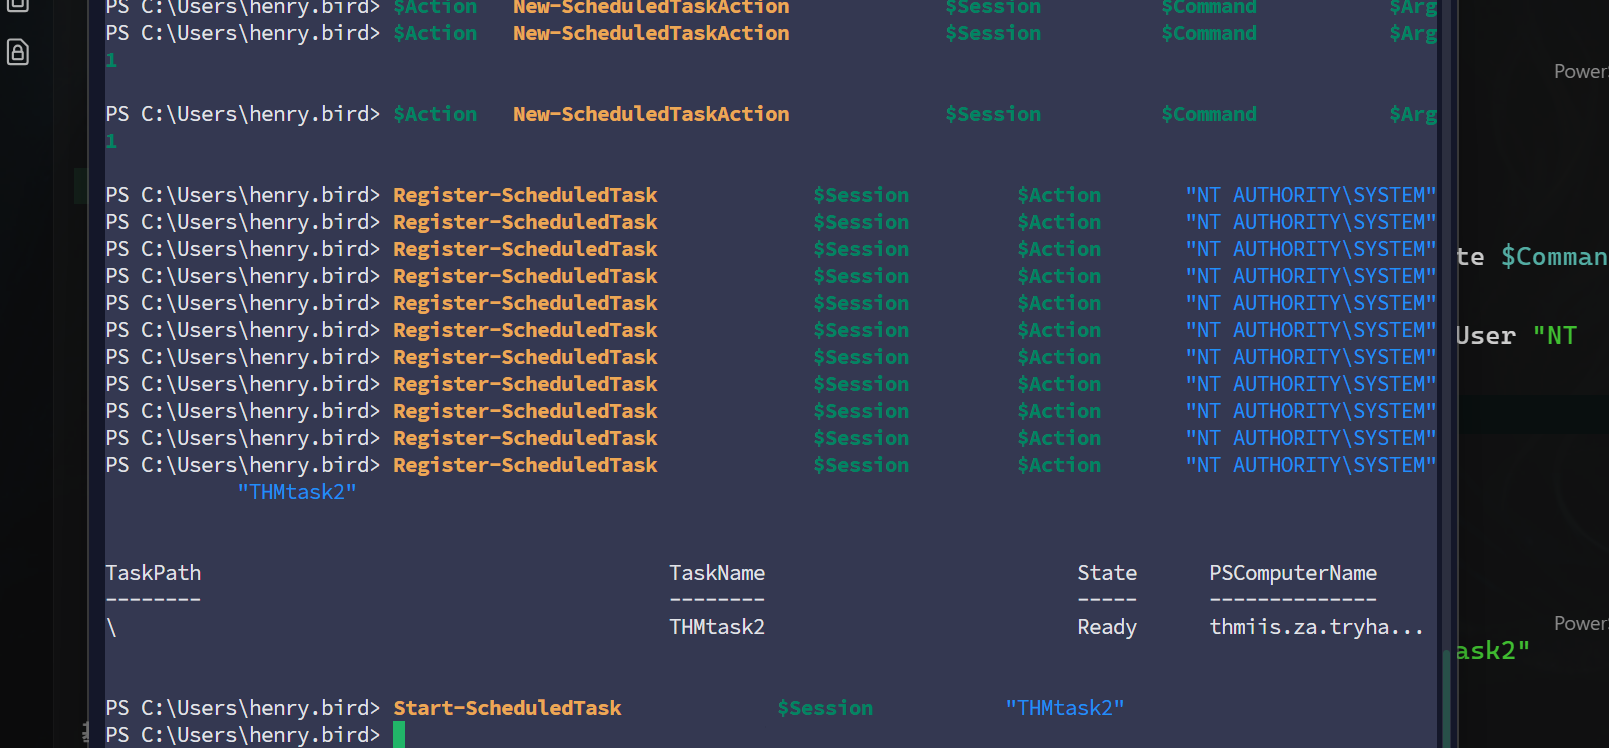 PS C:\Users\henry.bird> $Action New-ScheduledTaskAction $Session $Command $Arg
PS C:\Users\henry.bird> $Action New-ScheduledTaskAction $Session $Command $Arg
1
Power
PS C:\Users\henry.bird> $Action New-ScheduledTaskAction $Session $Command $Arg
1
PS C:\Users\henry.bird> Register-ScheduledTask $Session $Action "NT AUTHORITY\SYSTEM"
PS C:\Users\henry.bird> Register-ScheduledTask $Session $Action "NT AUTHORITY\SYSTEM"
PS C:\Users\henry.bird> Register-ScheduledTask $Session $Action "NT AUTHORITY\SYSTEM"
te $Comman
PS C:\Users\henry.bird> Register-ScheduledTask $Session $Action "NT AUTHORITY\SYSTEM"
PS C:\Users\henry.bird> Register-ScheduledTask $Session $Action "NT AUTHORITY\SYSTEM"
PS C:\Users\henry.bird> Register-ScheduledTask $Session $Action "NT AUTHORITY\SYSTEM"
User "NT
PS C:\Users\henry.bird> Register-ScheduledTask $Session $Action "NT AUTHORITY\SYSTEM"
PS C:\Users\henry.bird> Register-ScheduledTask $Session $Action "NT AUTHORITY\SYSTEM"
PS C:\Users\henry.bird> Register-ScheduledTask $Session $Action "NT AUTHORITY\SYSTEM"
PS C:\Users\henry.bird> Register-ScheduledTask $Session $Action "NT AUTHORITY\SYSTEM"
PS C:\Users\henry.bird> Register-ScheduledTask $Session $Action "NT AUTHORITY\SYSTEM"
"THMtask2"
TaskPath TaskName State PSComputerName
-------- -------- ----- --------------
\ THMtask2 Ready thmiis.za.tryha...
Power
ask2"
PS C:\Users\henry.bird> Start-ScheduledTask $Session "THMtask2"
PS C:\Users\henry.bird>